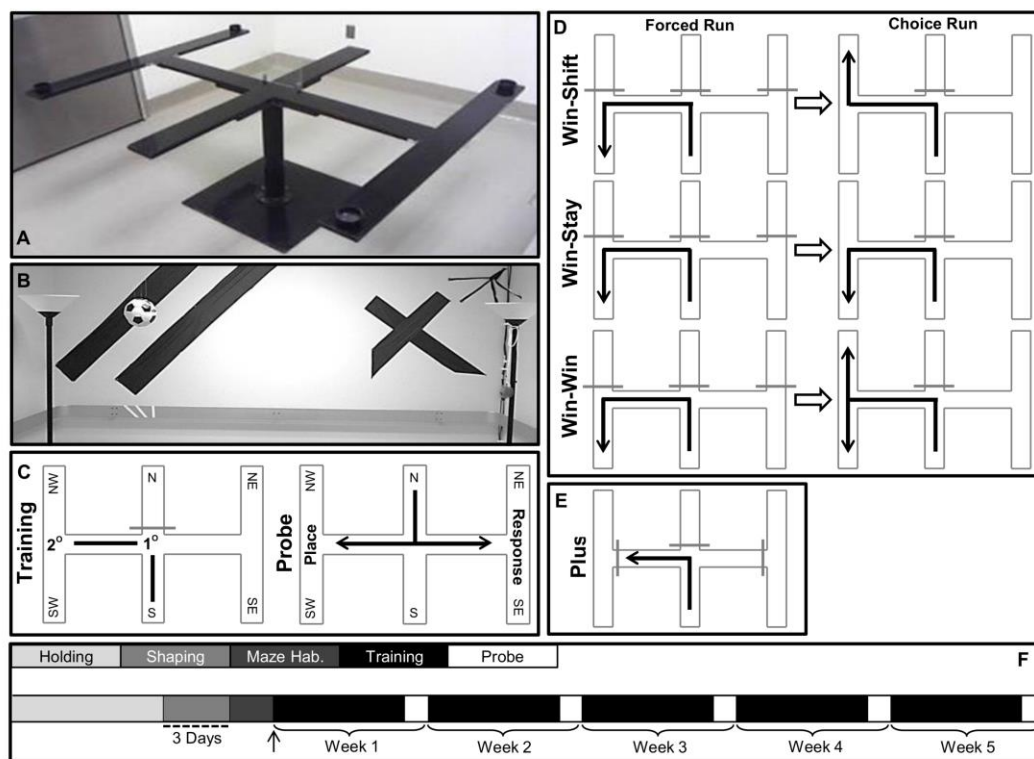 A
B
C
Training
NW
N
NE
2°
1°
SW
S
SE
Probe
NW
N
NE
Place
Response
SW
S
SE
D
Forced Run
Choice Run
Win-Shift
Win-Stay
Win-Win
E
Plus
Holding
Shaping
Maze Hab.
Training
Probe
F
3 Days
Week 1
Week 2
Week 3
Week 4
Week 5